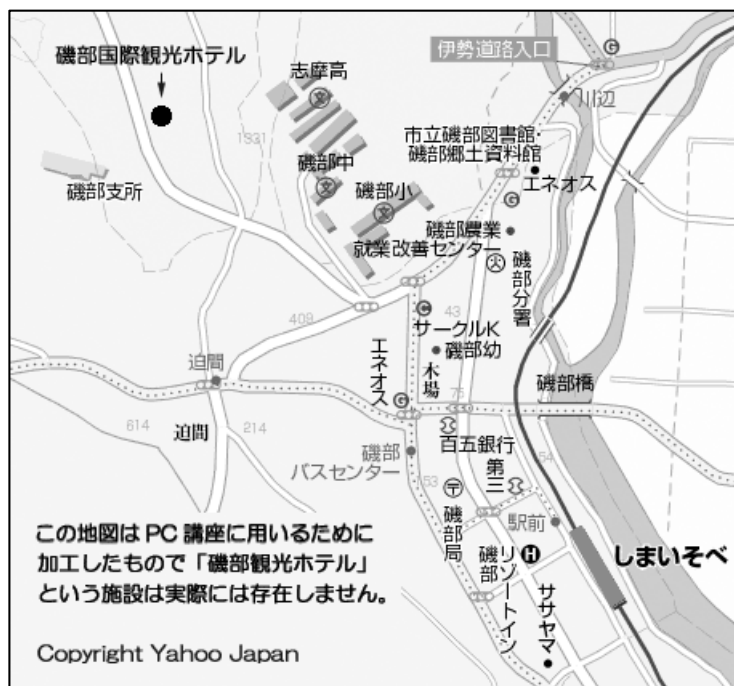 磯部国際観光ホテル
志摩高
文
伊勢道路入口
G
川辺
1331
市立磯部図書館・
磯部郷土資料館
磯部中
文
磯部支所
エネオス
G
磯部小
文
磯部農業
就業改善センター
火
磯部分署
409
43
G
サークルK
磯部幼
エネオス
木場
迫間
G
75
磯部橋
614
迫間
214
百五銀行
磯部
バスセンター
第三
54
53
〒
磯部局
駅前
この地図は PC 講座に用いるために
加工したもので「磯部観光ホテル」
という施設は実際には存在しません。
H
磯部
リゾートイン
しまいそべ
ササヤマ
Copyright Yahoo Japan